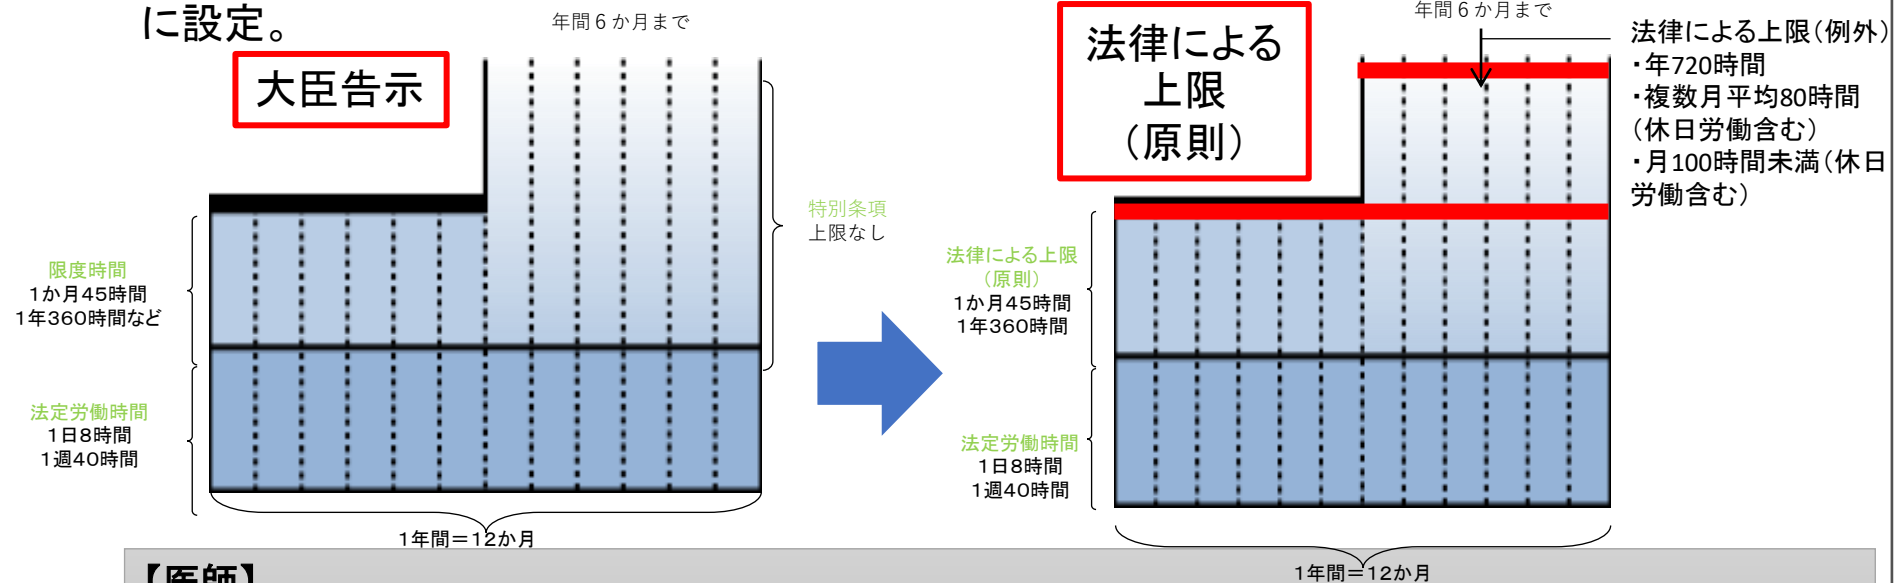 に設定。
年間6か月まで
大臣告示
特別条項
上限なし
限度時間
1か月45時間
1年360時間など
法定労働時間
1日8時間
1週40時間
1年間=12か月
法律による
上限
(原則)
年間6か月まで
法律による上限(例外)
・年720時間
・複数月平均80時間
(休日労働含む)
・月100時間未満(休日
労働含む)
法律による上限
(原則)
1か月45時間
1年360時間
法定労働時間
1日8時間
1週40時間
1年間=12か月
【医師】